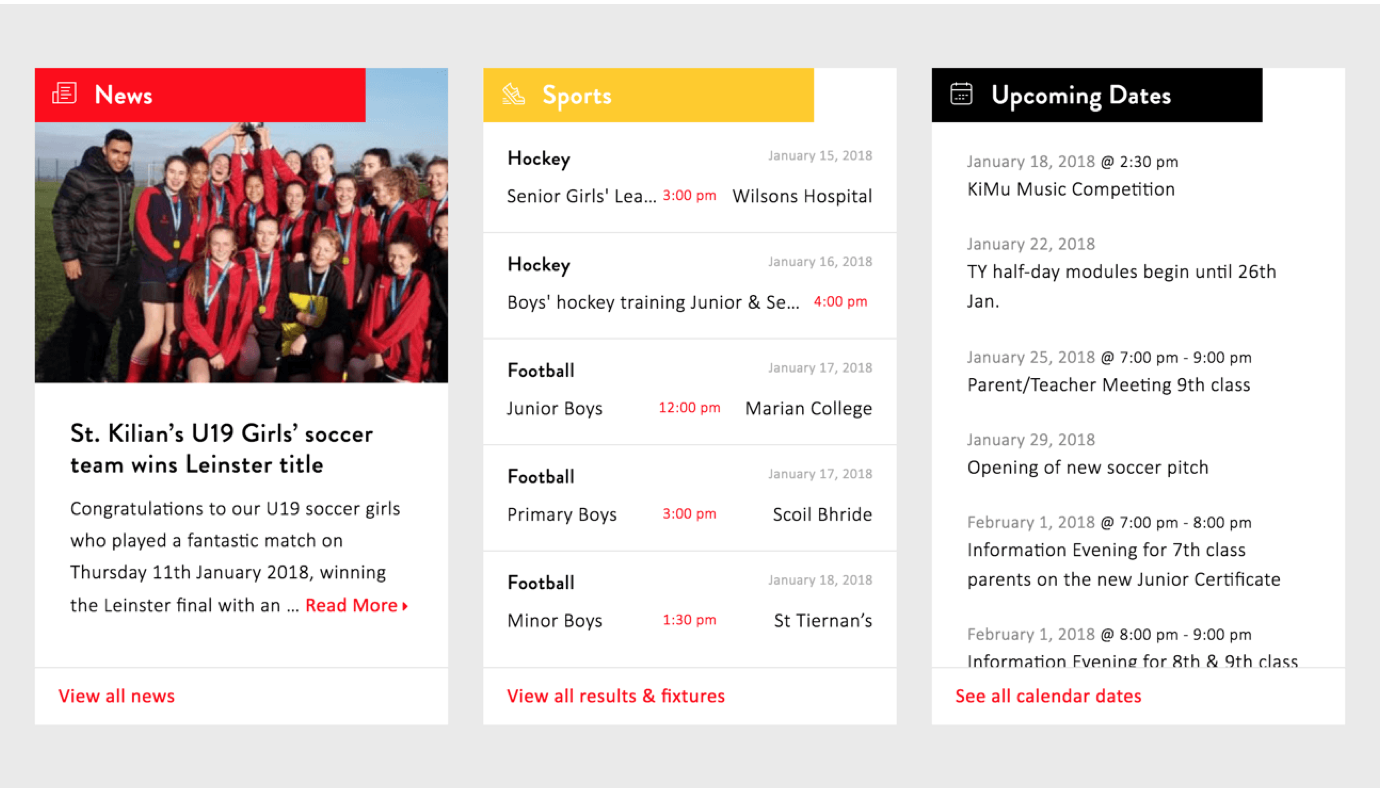 News
St. Kilian’s U19 Girls’ soccer
team wins Leinster title
Congratulations to our U19 soccer girls
who played a fantastic match on
Thursday 11th January 2018, winning
the Leinster final with an ... Read More
View all news
Sports
Hockey January 15, 2018
Senior Girls' Lea... 3:00 pm Wilsons Hospital
Hockey January 16, 2018
Boys' hockey training Junior & Se... 4:00 pm
Football January 17, 2018
Junior Boys 12:00 pm Marian College
Football January 17, 2018
Primary Boys 3:00 pm Scoil Bhride
Football January 18, 2018
Minor Boys 1:30 pm St Tiernan’s
View all results & fixtures
Upcoming Dates
January 18, 2018 @ 2:30 pm
KiMu Music Competition
January 22, 2018
TY half-day modules begin until 26th
Jan.
January 25, 2018 @ 7:00 pm - 9:00 pm
Parent/Teacher Meeting 9th class
January 29, 2018
Opening of new soccer pitch
February 1, 2018 @ 7:00 pm - 8:00 pm
Information Evening for 7th class
parents on the new Junior Certificate
February 1, 2018 @ 8:00 pm - 9:00 pm
Information Evening for 8th & 9th class
See all calendar dates